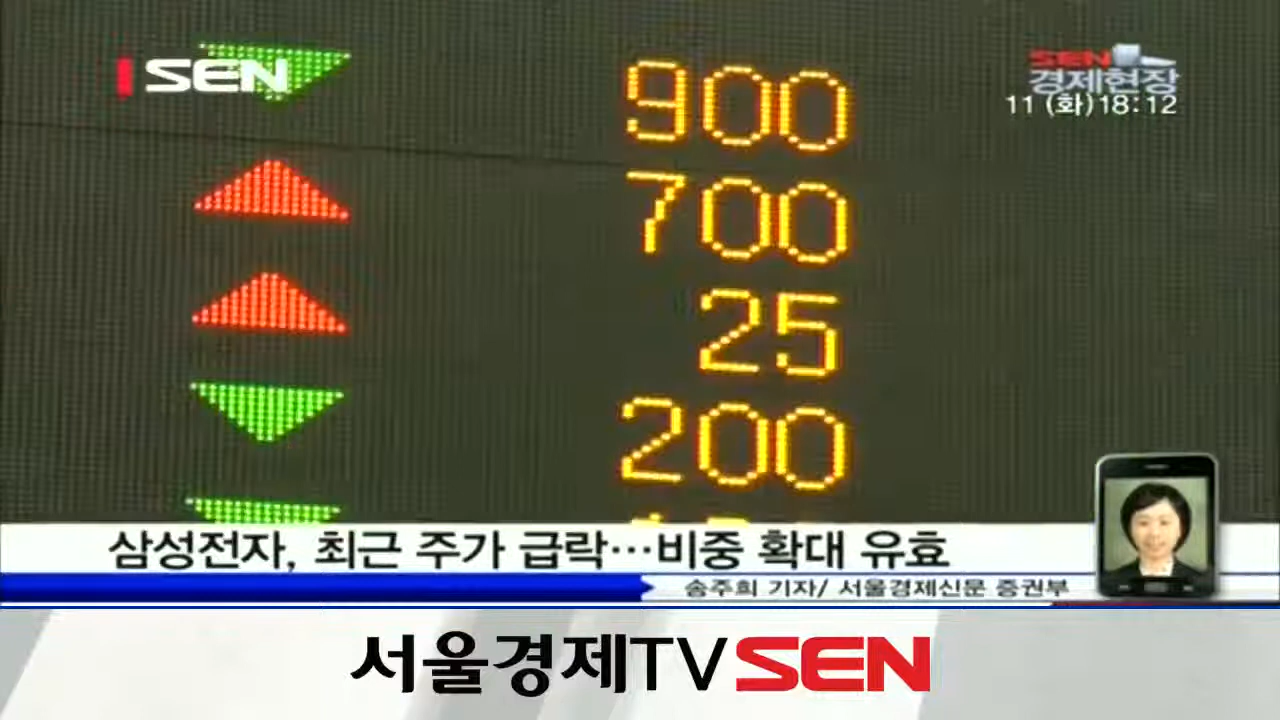 SEN
SEN
경제현장
11 (화)18:12
900
700
25
200
삼성전자, 최근 주가 급락…비중 확대 유효
송주희 기자/ 서울경제신문 증권부
서울경제TV SEN